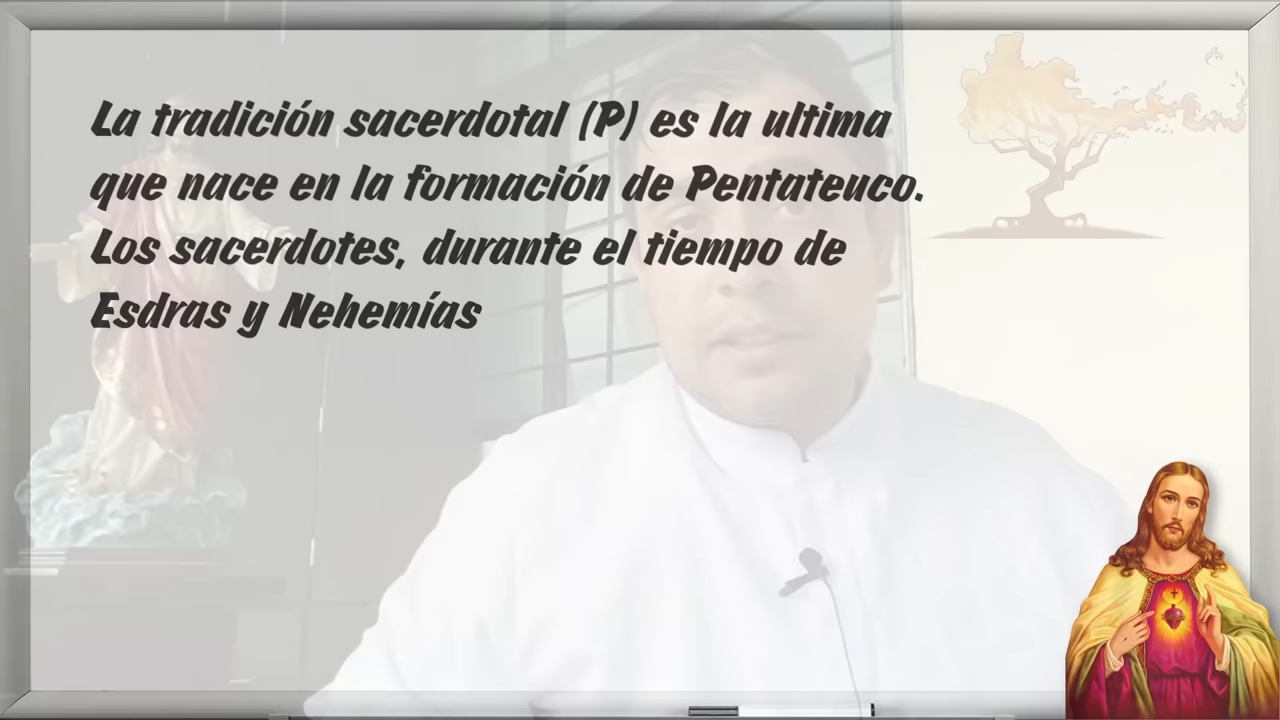 La tradición sacerdotal (P) es la ultima
que nace en la formación de Pentateuco.
Los sacerdotes, durante el tiempo de
Esdras y Nehemías